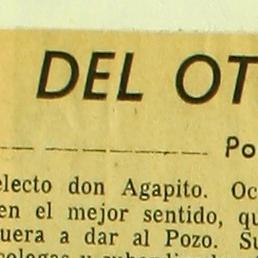 DEL OT
Po
electo don Agapito. Oc
en el mejor sentido, qu
uera a dar al Pozo. Su